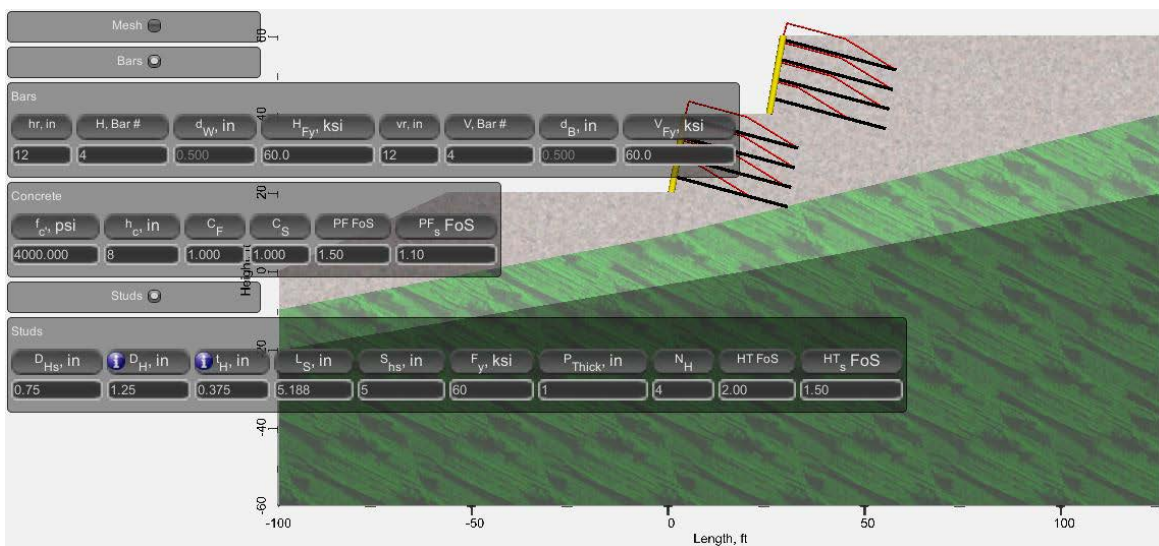 Mesh
60
Bars
Bars
hr, in H, Bar # dW, in HFy, ksi vr, in V, Bar # dB, in VFy, ksi
40
12 4 0.500 60.0 12 4 0.500 60.0
Concrete
20
fc', psi hc, in CF CS PF FoS PFs FoS
4000.000 8 1.000 1.000 1.50 1.10
0
Studs
Studs
-20
DHs, in DH, in tH, in LS, in Shs, in Fy, ksi PThick, in NH HT FoS HTs FoS
0.75 1.25 0.375 5.188 5 60 1 4 2.00 1.50
-40
-60
-100 -50 0 50 100
Length, ft